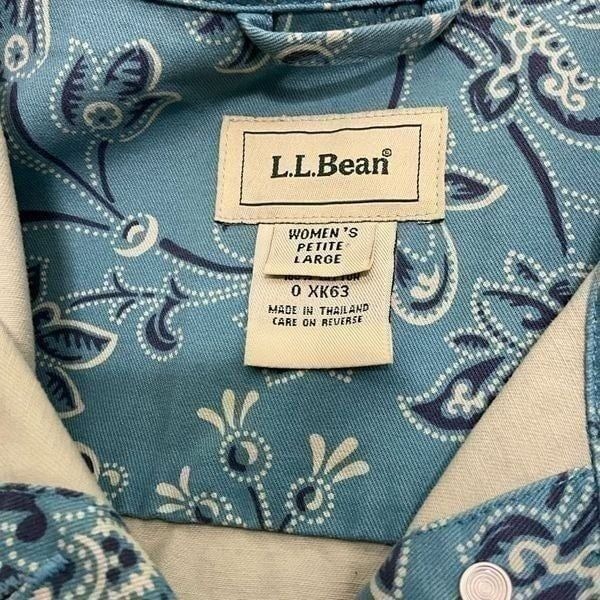 L.L.Bean®
WOMEN'S
PETITE
LARGE
0 XK63
MADE IN THAILAND
CARE ON REVERSE